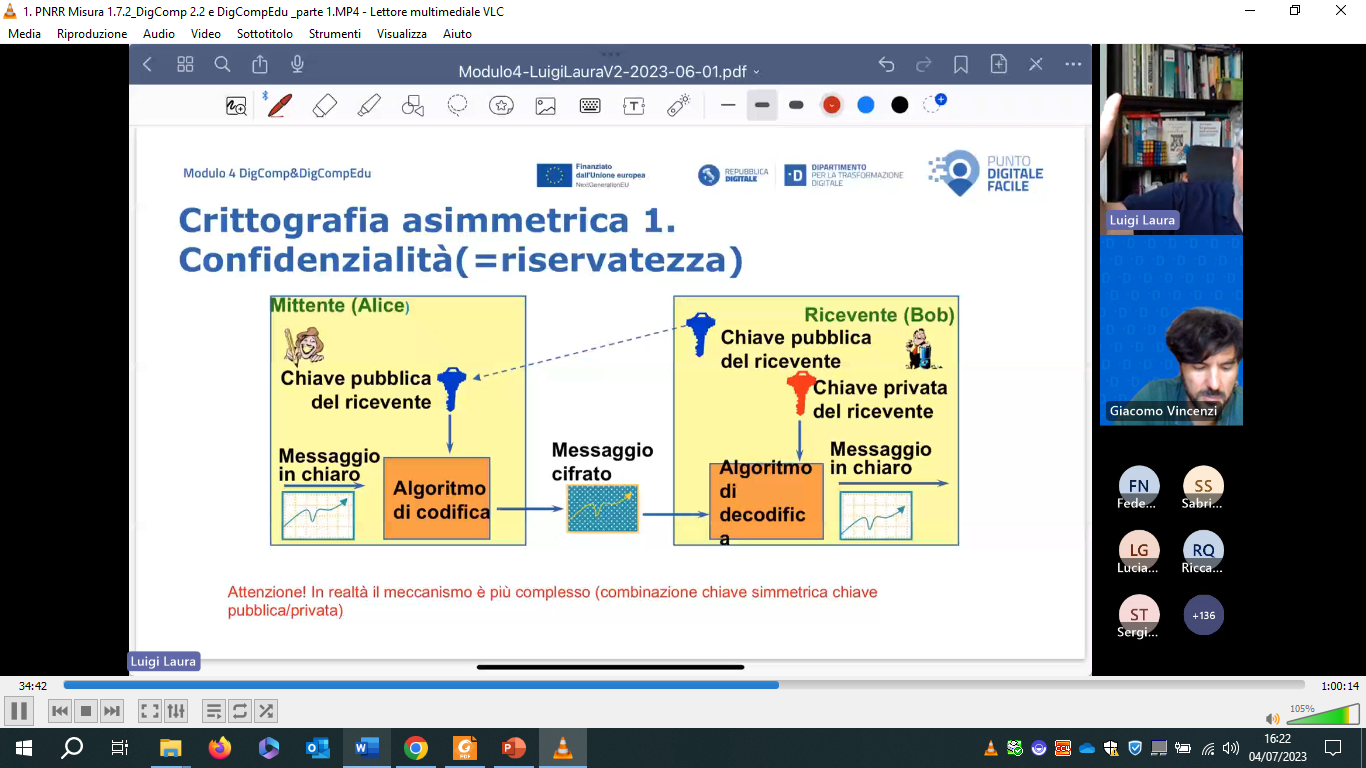 1. PNRR Misura 1.7.2_DigComp 2.2 e DigCompEdu _parte 1.MP4 - Lettore multimediale VLC
Media Riproduzione Audio Video Sottotitolo Strumenti Visualizza Aiuto
Modulo4-LuigiLauraV2-2023-06-01.pdf
Modulo 4 DigComp&DigCompEdu
Finanziato
dall'Unione europea
NextGenerationEU
REPUBBLICA
DIGITALE
DIPARTIMENTO
PER LA TRASFORMAZIONE
DIGITALE
PUNTO
DIGITALE
FACILE
Crittografia asimmetrica 1.
Confidenzialità(=riservatezza)
Mittente (Alice)
Chiave pubblica
del ricevente
Messaggio
in chiaro
Algoritmo
di codifica
Messaggio
cifrato
Ricevente (Bob)
Chiave pubblica
del ricevente
Chiave privata
del ricevente
Algoritmo
di
decodific
a
Messaggio
in chiaro
Attenzione! In realtà il meccanismo è più complesso (combinazione chiave simmetrica chiave
pubblica/privata)
Luigi Laura
Luigi Laura
Giacomo Vincenzi
FN
Fede...
SS
Sabri...
LG
Lucia...
RQ
Ricca...
ST
Sergi...
+136
34:42
1:00:14
105%
16:22
04/07/2023